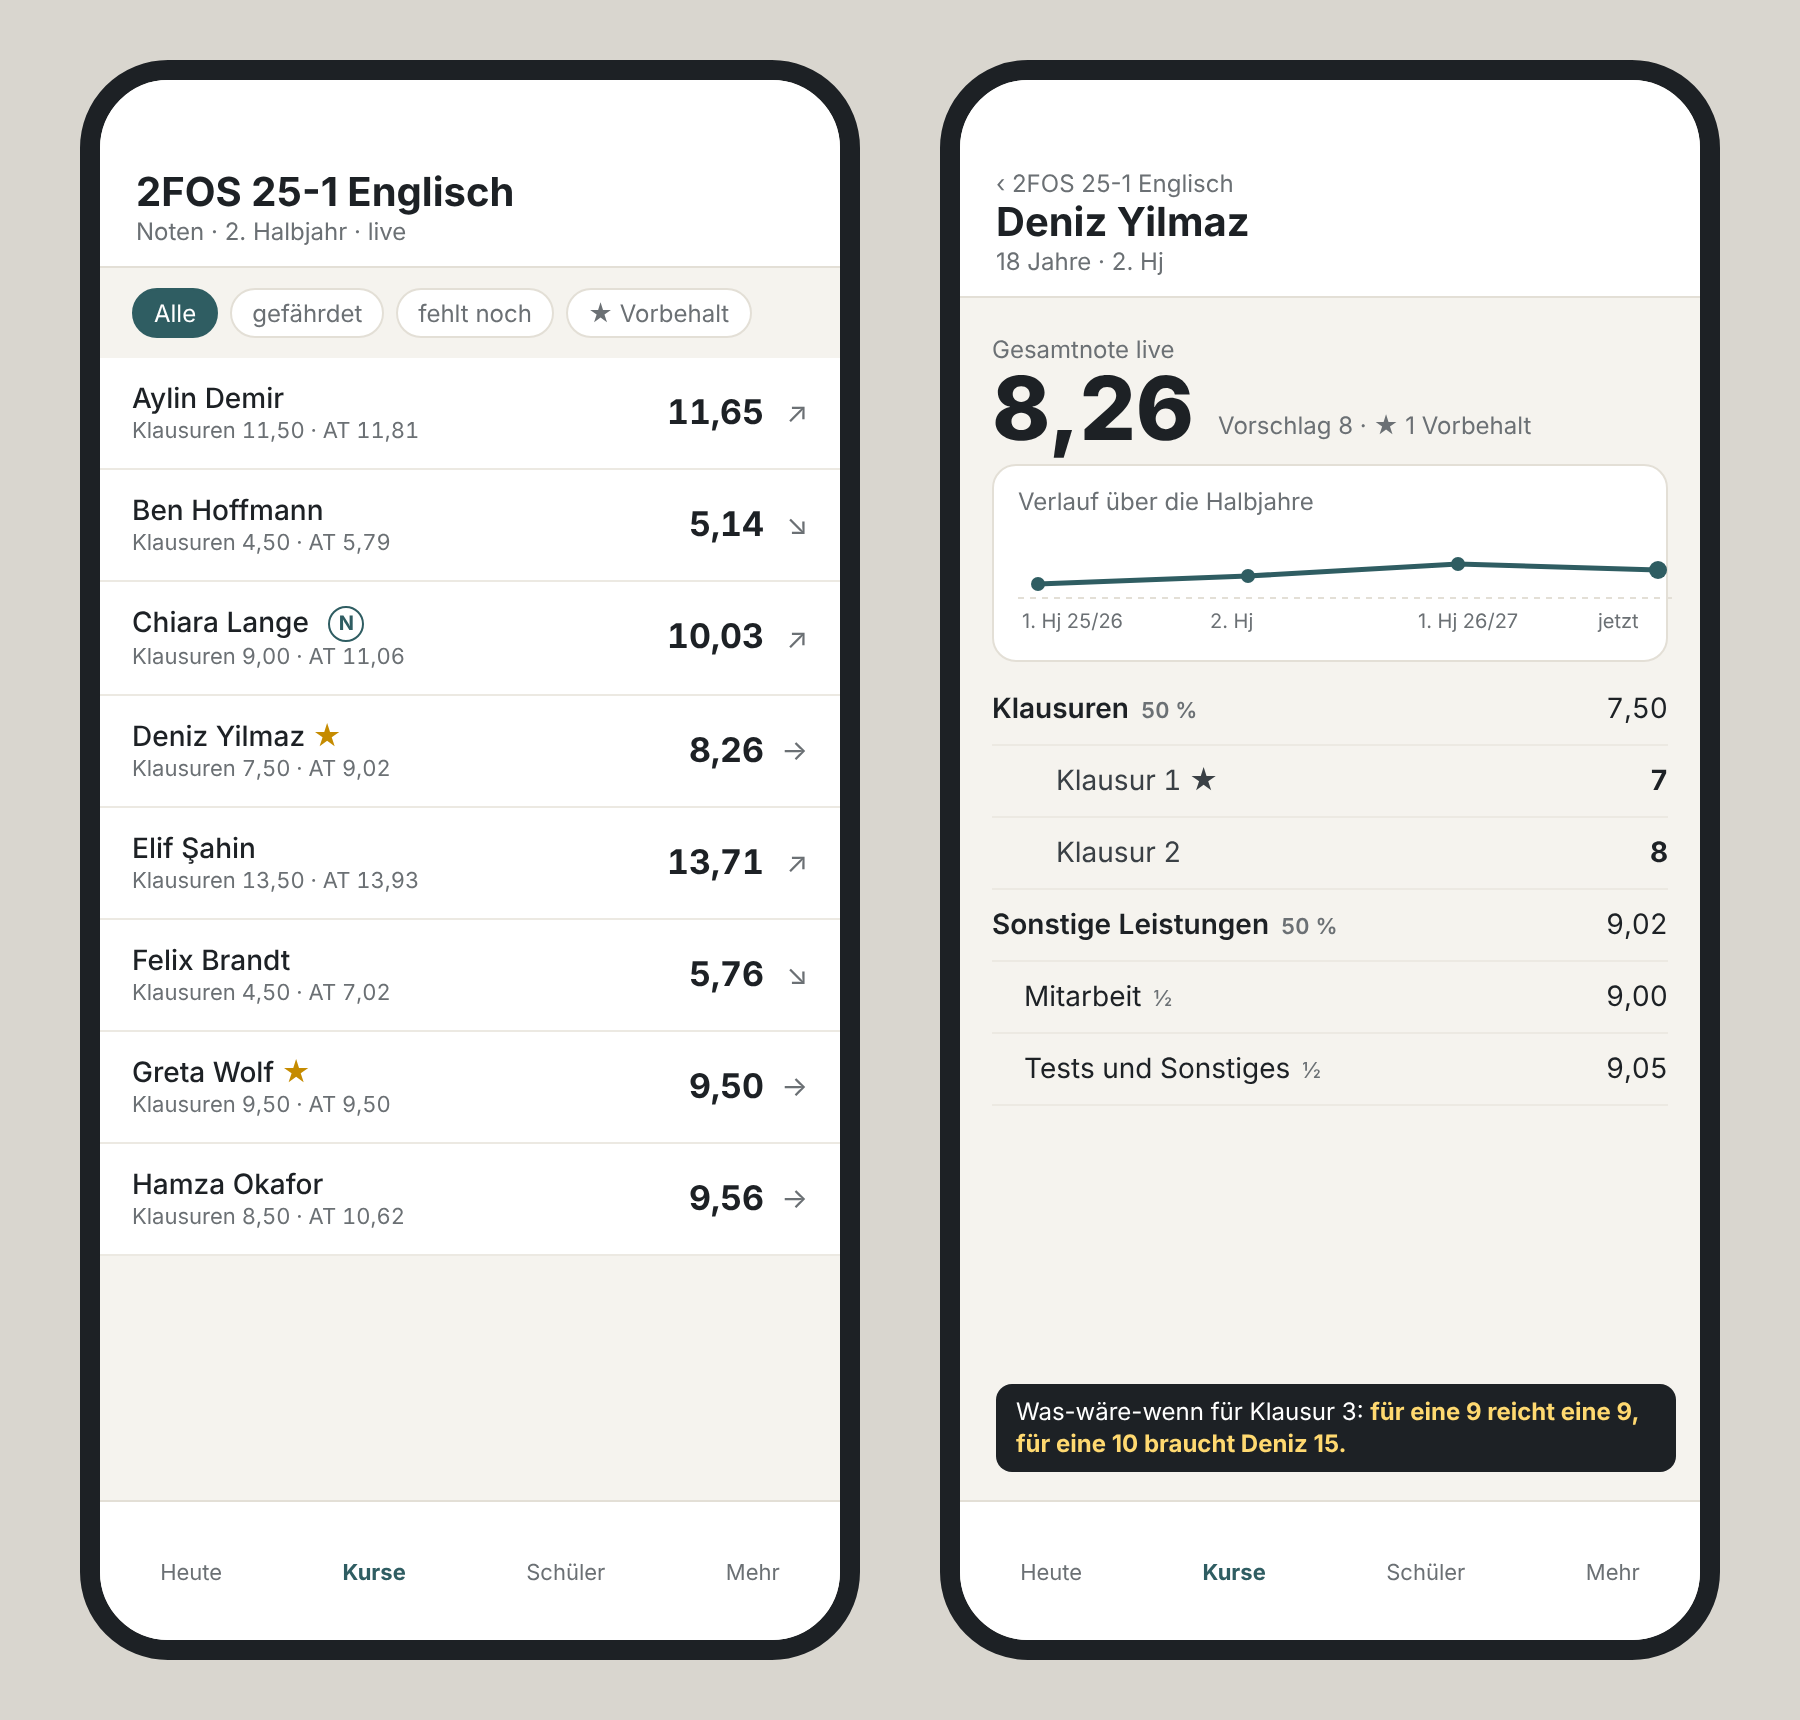 2FOS 25-1 Englisch
Noten · 2. Halbjahr · live
Alle gefährdet fehlt noch ★ Vorbehalt
Aylin Demir
Klausuren 11,50 · AT 11,81
11,65 ↗
Ben Hoffmann
Klausuren 4,50 · AT 5,79
5,14 ↘
Chiara Lange N
Klausuren 9,00 · AT 11,06
10,03 ↗
Deniz Yilmaz ★
Klausuren 7,50 · AT 9,02
8,26 →
Elif Şahin
Klausuren 13,50 · AT 13,93
13,71 ↗
Felix Brandt
Klausuren 4,50 · AT 7,02
5,76 ↘
Greta Wolf ★
Klausuren 9,50 · AT 9,50
9,50 →
Hamza Okafor
Klausuren 8,50 · AT 10,62
9,56 →
Heute Kurse Schüler Mehr
‹ 2FOS 25-1 Englisch
Deniz Yilmaz
18 Jahre · 2. Hj
Gesamtnote live
8,26 Vorschlag 8 · ★ 1 Vorbehalt
Verlauf über die Halbjahre
1. Hj 25/26 2. Hj 1. Hj 26/27 jetzt
Klausuren 50 % 7,50
Klausur 1 ★ 7
Klausur 2 8
Sonstige Leistungen 50 % 9,02
Mitarbeit ½ 9,00
Tests und Sonstiges ½ 9,05
Was-wäre-wenn für Klausur 3: für eine 9 reicht eine 9,
für eine 10 braucht Deniz 15.
Heute Kurse Schüler Mehr